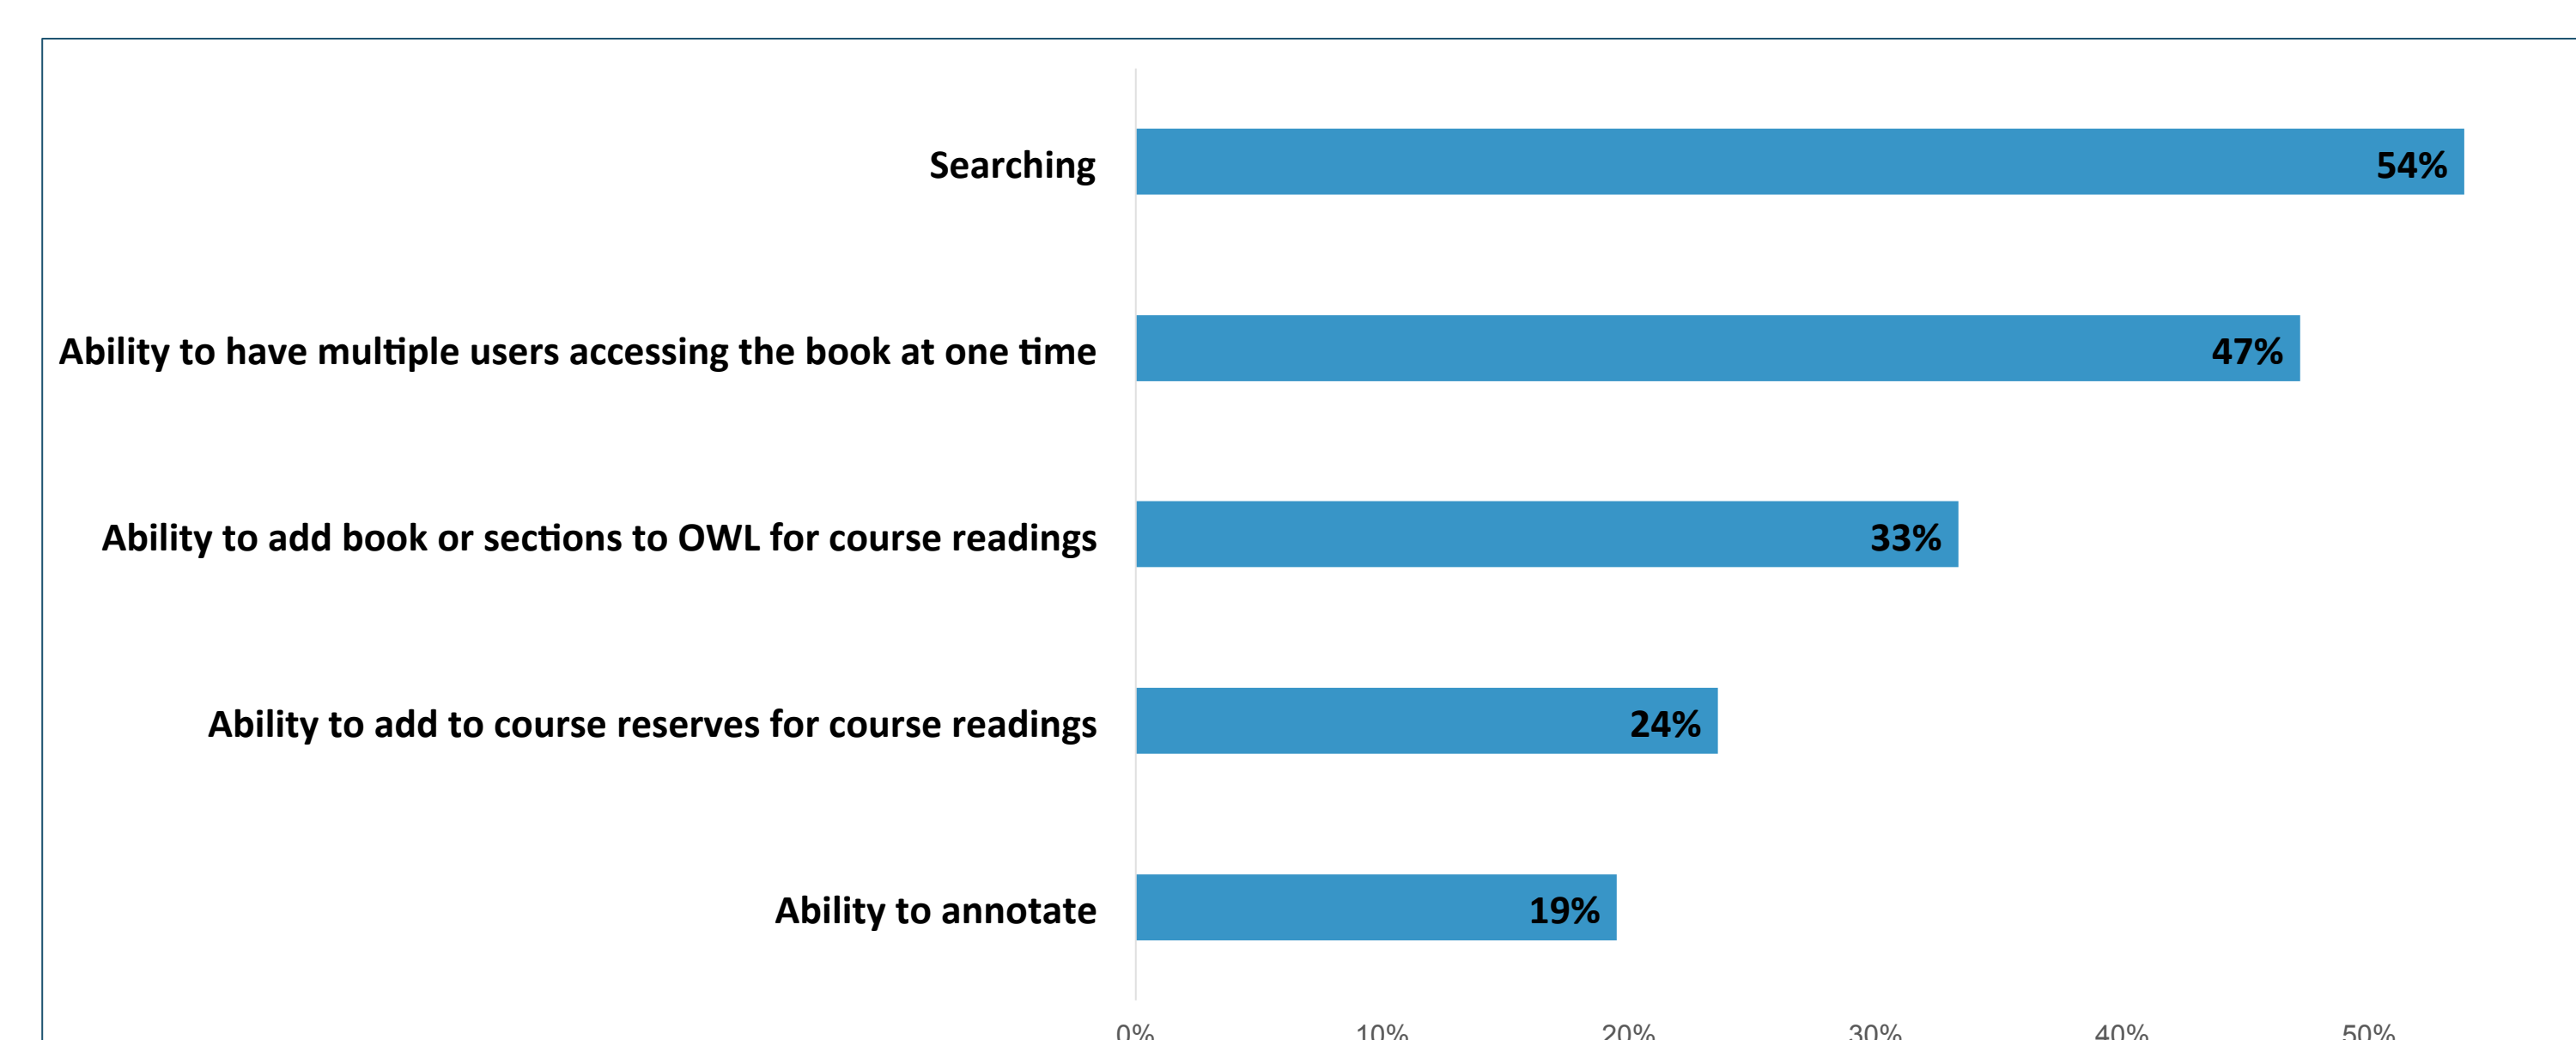 Searching 54%
Ability to have multiple users accessing the book at one time 47%
Ability to add book or sections to OWL for course readings 33%
Ability to add to course reserves for course readings 24%
Ability to annotate 19%
0% 10% 20% 30% 40% 50%